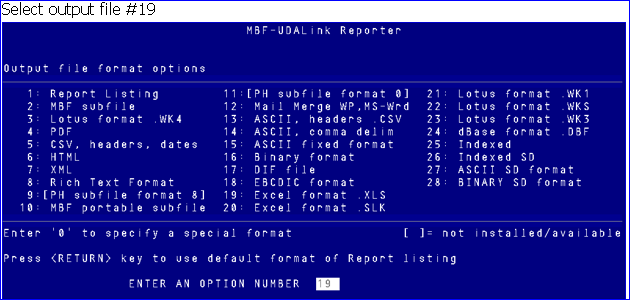 Select output file #19
MBF-UDALink Reporter
Output file format options
1: Report Listing 11:[PH subfile format 0] 21: Lotus format .WK1
2: MBF subfile 12: Mail Merge WP,MS-Wrd 22: Lotus format .WKS
3: Lotus format .WK4 13: ASCII, headers .CSV 23: Lotus format .WK3
4: PDF 14: ASCII, comma delim 24: dBase format .DBF
5: CSV, headers, dates 15: ASCII fixed format 25: Indexed
6: HTML 16: Binary format 26: Indexed SD
7: XML 17: DIF file 27: ASCII SD format
8: Rich Text Format 18: EBCDIC format 28: BINARY SD format
9:[PH subfile format 8] 19: Excel format .XLS
10: MBF portable subfile 20: Excel format .SLK
Enter '0' to specify a special format [ ]= not installed/available
Press <RETURN> key to use default format of Report listing
ENTER AN OPTION NUMBER 19